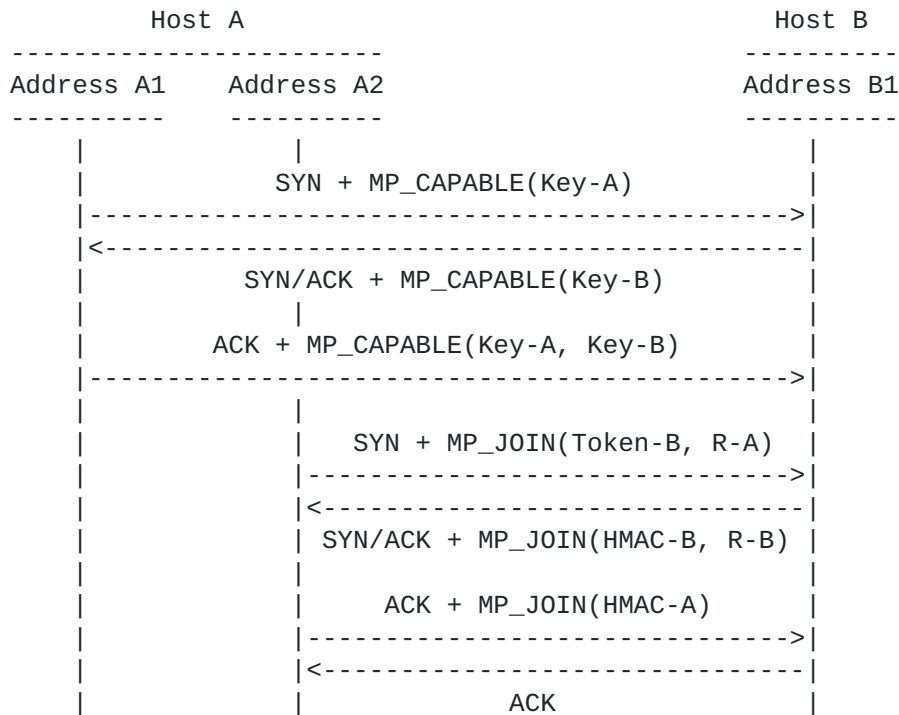 Host A                                  Host B
------------------------                       ----------
Address A1    Address A2                       Address B1
----------    ----------                       ----------
    |             |                                |
    |            SYN + MP_CAPABLE(Key-A)           |
    |--------------------------------------------->|
    |<---------------------------------------------|
    |          SYN/ACK + MP_CAPABLE(Key-B)         |
    |             |                                |
    |        ACK + MP_CAPABLE(Key-A, Key-B)        |
    |--------------------------------------------->|
    |             |                                |
    |             |   SYN + MP_JOIN(Token-B, R-A)  |
    |             |------------------------------->|
    |             |<-------------------------------|
    |             | SYN/ACK + MP_JOIN(HMAC-B, R-B) |
    |             |                                |
    |             |     ACK + MP_JOIN(HMAC-A)      |
    |             |------------------------------->|
    |             |<-------------------------------|
    |             |             ACK                |